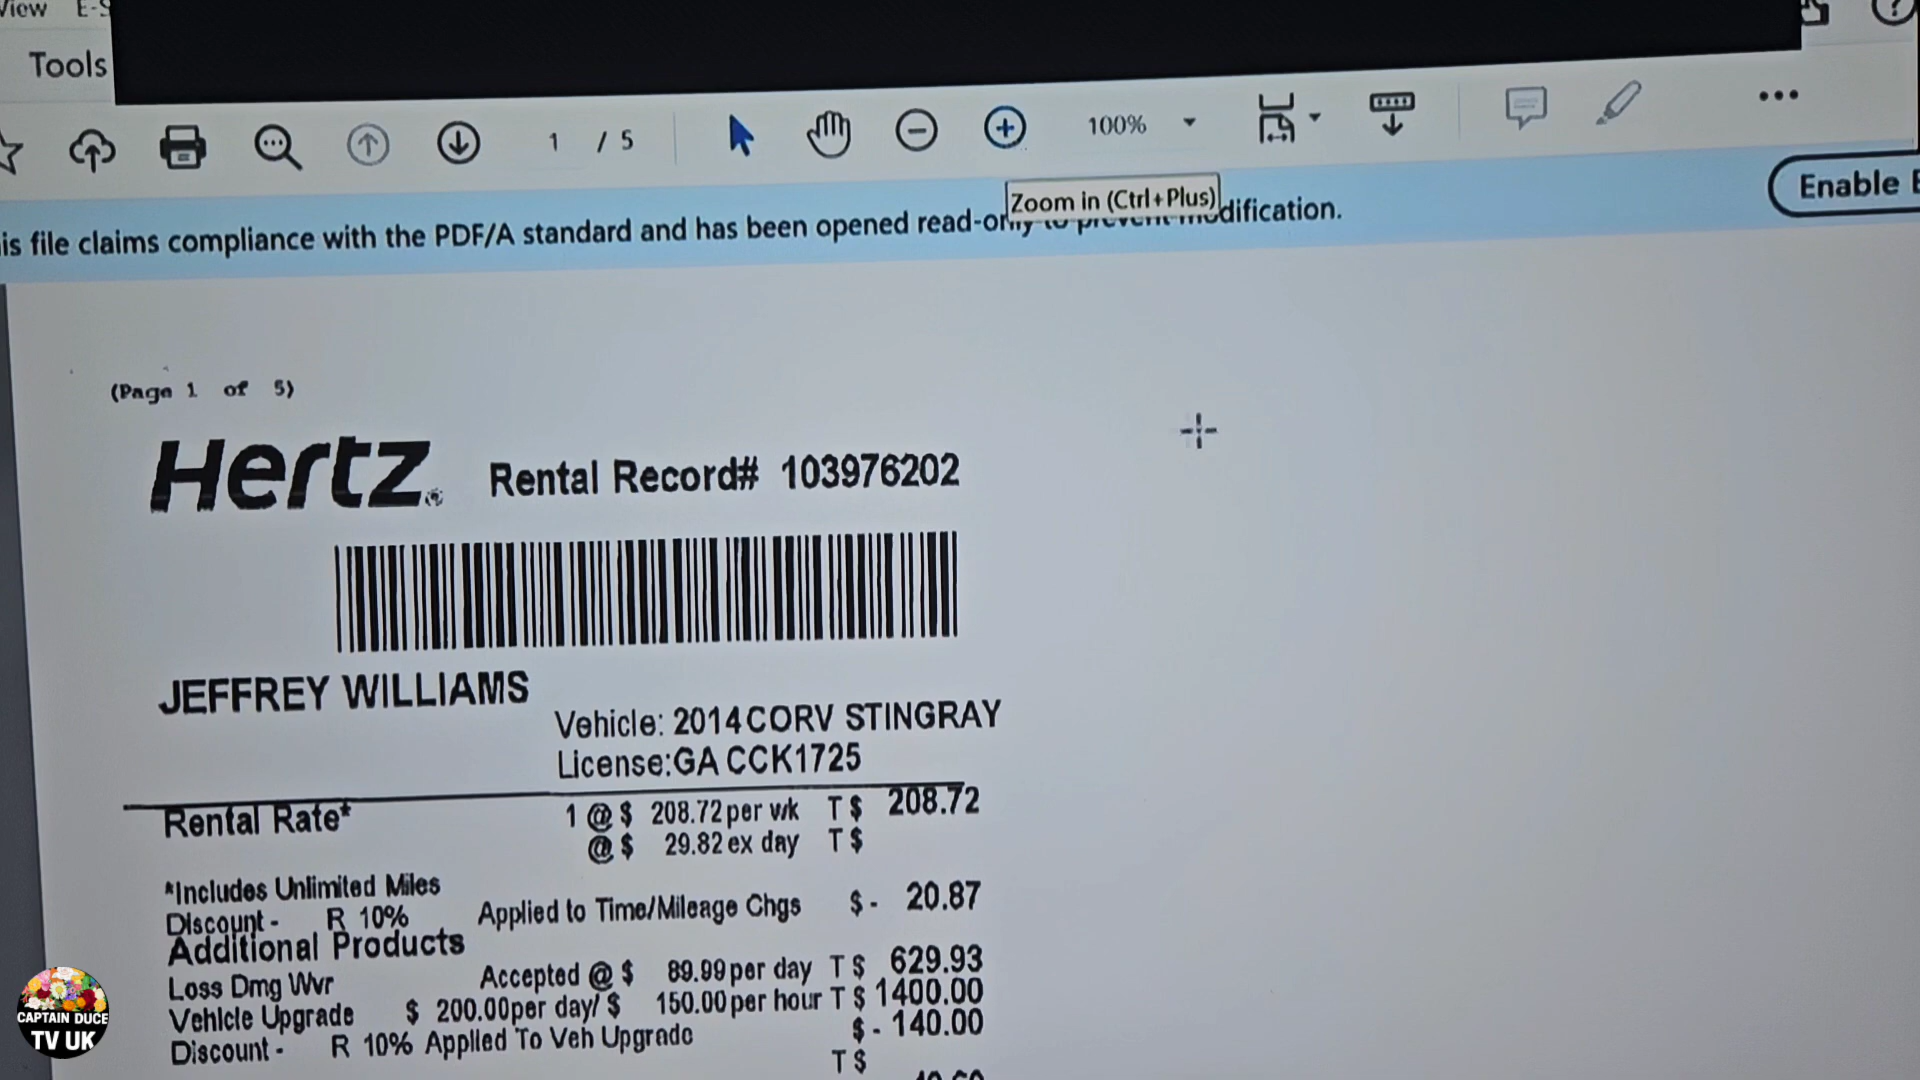 View
Tools
1 / 5
100%
Zoom in (Ctrl+Plus)
is file claims compliance with the PDF/A standard and has been opened read-only to prevent modification.
Enable
(Page 1 of 5)
Hertz
Rental Record# 103976202
JEFFREY WILLIAMS
Vehicle: 2014 CORV STINGRAY
License:GA CCK1725
Rental Rate* 1 @ $ 208.72 per wk T $ 208.72
@ $ 29.82 ex day T $
*Includes Unlimited Miles
Discount - R 10% Applied to Time/Mileage Chgs $ - 20.87
Additional Products
Loss Dmg Wvr Accepted @ $ 89.99 per day T $ 629.93
Vehicle Upgrade $ 200.00 per day/ $ 150.00 per hour T $ 1400.00
Discount - R 10% Applied To Veh Upgrade $ - 140.00
T $
CAPTAIN DUCE
TV UK